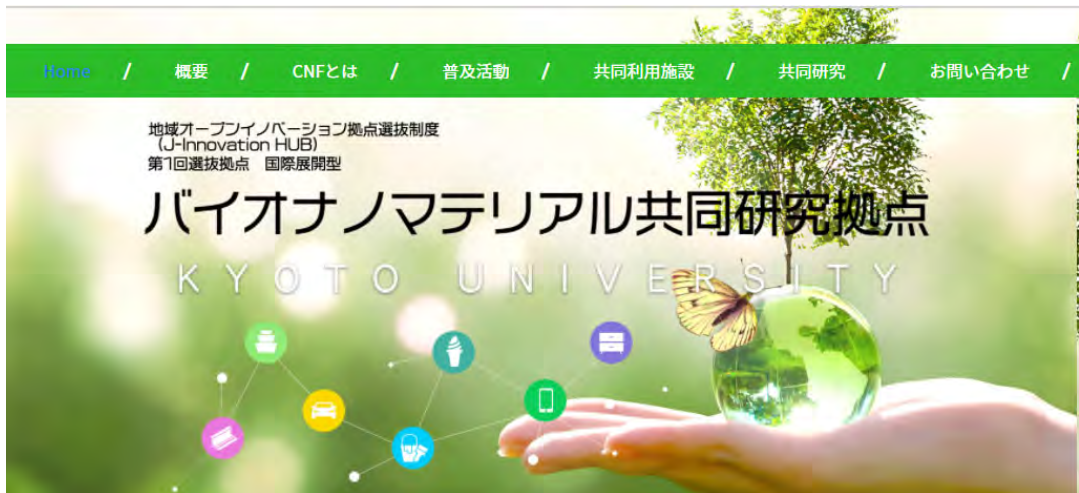 Home / 概要 / CNFとは / 普及活動 / 共同利用施設 / 共同研究 / お問い合わせ /
地域オープンイノベーション拠点選抜制度
(J-Innovation HUB)
第1回選抜拠点 国際展開型
バイオナノマテリアル共同研究拠点
KYOTO UNIVERSITY